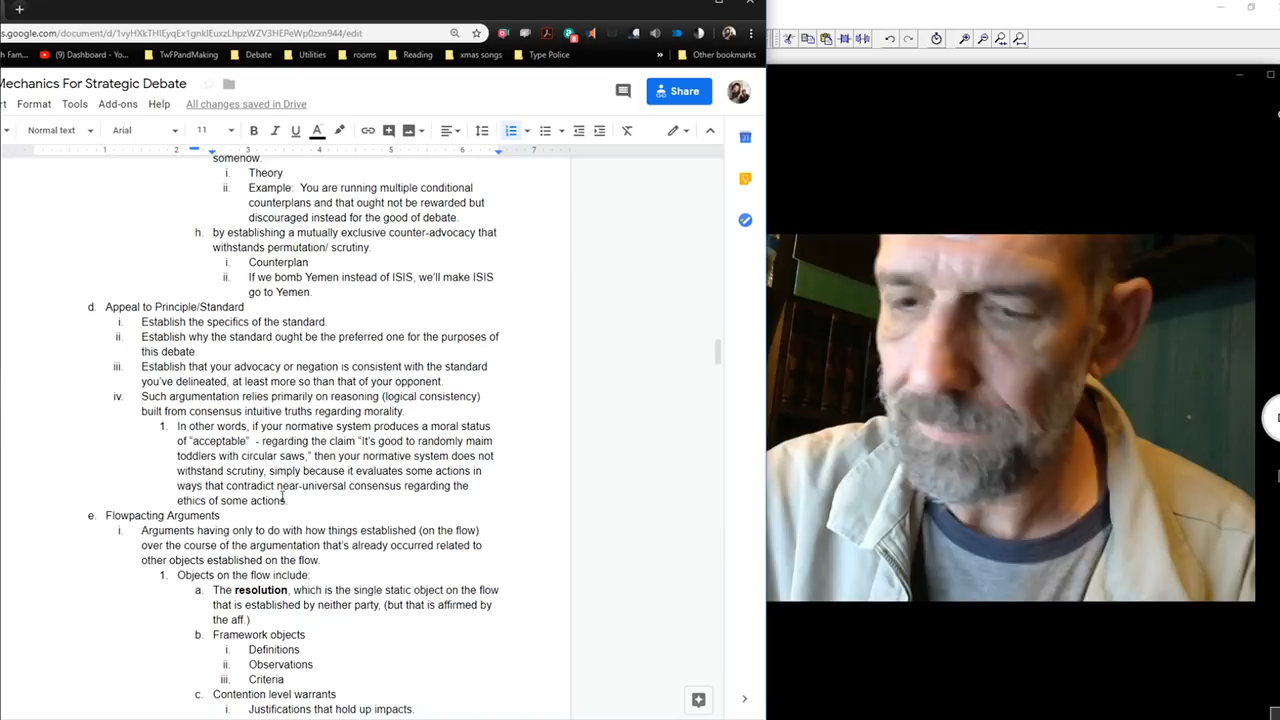 s.google.com/document/d/1vyHXkTHIEyqEx1gnklEuxzLhpzWZV3HEPeWp0zxn944/edit
h Fam...
(9) Dashboard - Yo...
TwFPandMaking
Debate
Utilities
rooms
Reading
xmas songs
Type Police
»
Other bookmarks
Mechanics For Strategic Debate
Share
rt Format Tools Add-ons Help All changes saved in Drive
Normal text Arial 11
1 2 3 4 5 6 7
somehow.
i. Theory
ii. Example: You are running multiple conditional
counterplans and that ought not be rewarded but
discouraged instead for the good of debate.
h. by establishing a mutually exclusive counter-advocacy that
withstands permutation/ scrutiny.
i. Counterplan
ii. If we bomb Yemen instead of ISIS, we'll make ISIS
go to Yemen.
d. Appeal to Principle/Standard
i. Establish the specifics of the standard.
ii. Establish why the standard ought be the preferred one for the purposes of
this debate.
iii. Establish that your advocacy or negation is consistent with the standard
you've delineated, at least more so than that of your opponent.
iv. Such argumentation relies primarily on reasoning (logical consistency)
built from consensus intuitive truths regarding morality.
1. In other words, if your normative system produces a moral status
of "acceptable" - regarding the claim "It's good to randomly maim
toddlers with circular saws," then your normative system does not
withstand scrutiny, simply because it evaluates some actions in
ways that contradict near-universal consensus regarding the
ethics of some actions.
e. Flowpacting Arguments
i. Arguments having only to do with how things established (on the flow)
over the course of the argumentation that's already occurred related to
other objects established on the flow.
1. Objects on the flow include:
a. The resolution, which is the single static object on the flow
that is established by neither party, (but that is affirmed by
the aff.)
b. Framework objects
i. Definitions
ii. Observations
iii. Criteria
c. Contention level warrants
i. Justifications that hold up impacts.